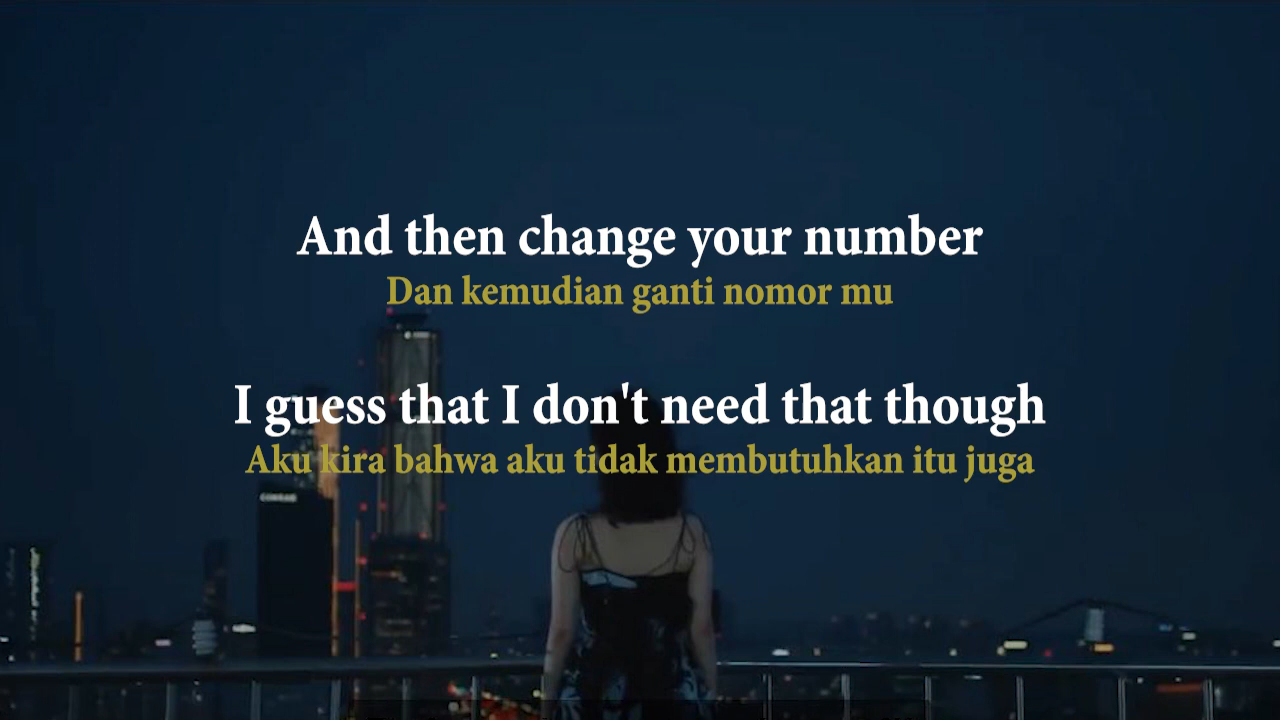 And then change your number
Dan kemudian ganti nomor mu
I guess that I don't need that though
Aku kira bahwa aku tidak membutuhkan itu juga
CONRAD